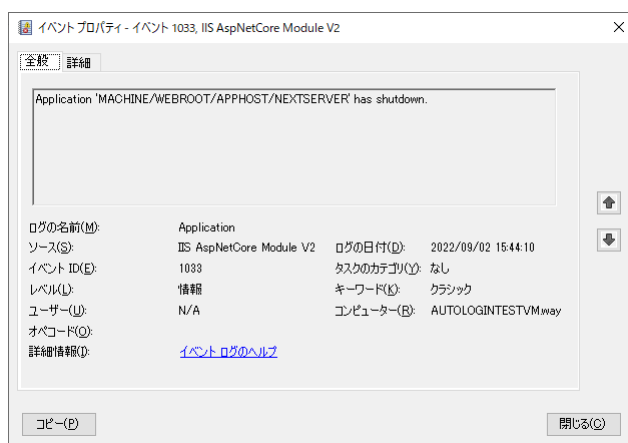 イベント プロパティ - イベント 1033, IIS AspNetCore Module V2
全般 詳細
Application 'MACHINE/WEBROOT/APPHOST/NEXTSERVER' has shutdown.
ログの名前(M): Application
ソース(S): IIS AspNetCore Module V2 ログの日付(D): 2022/09/02 15:44:10
イベント ID(E): 1033 タスクのカテゴリ(Y): なし
レベル(L): 情報 キーワード(K): クラシック
ユーザー(U): N/A コンピューター(R): AUTOLOGINTESTVM.way
オペコード(O):
詳細情報(I): イベント ログのヘルプ
コピー(P) 閉じる(C)